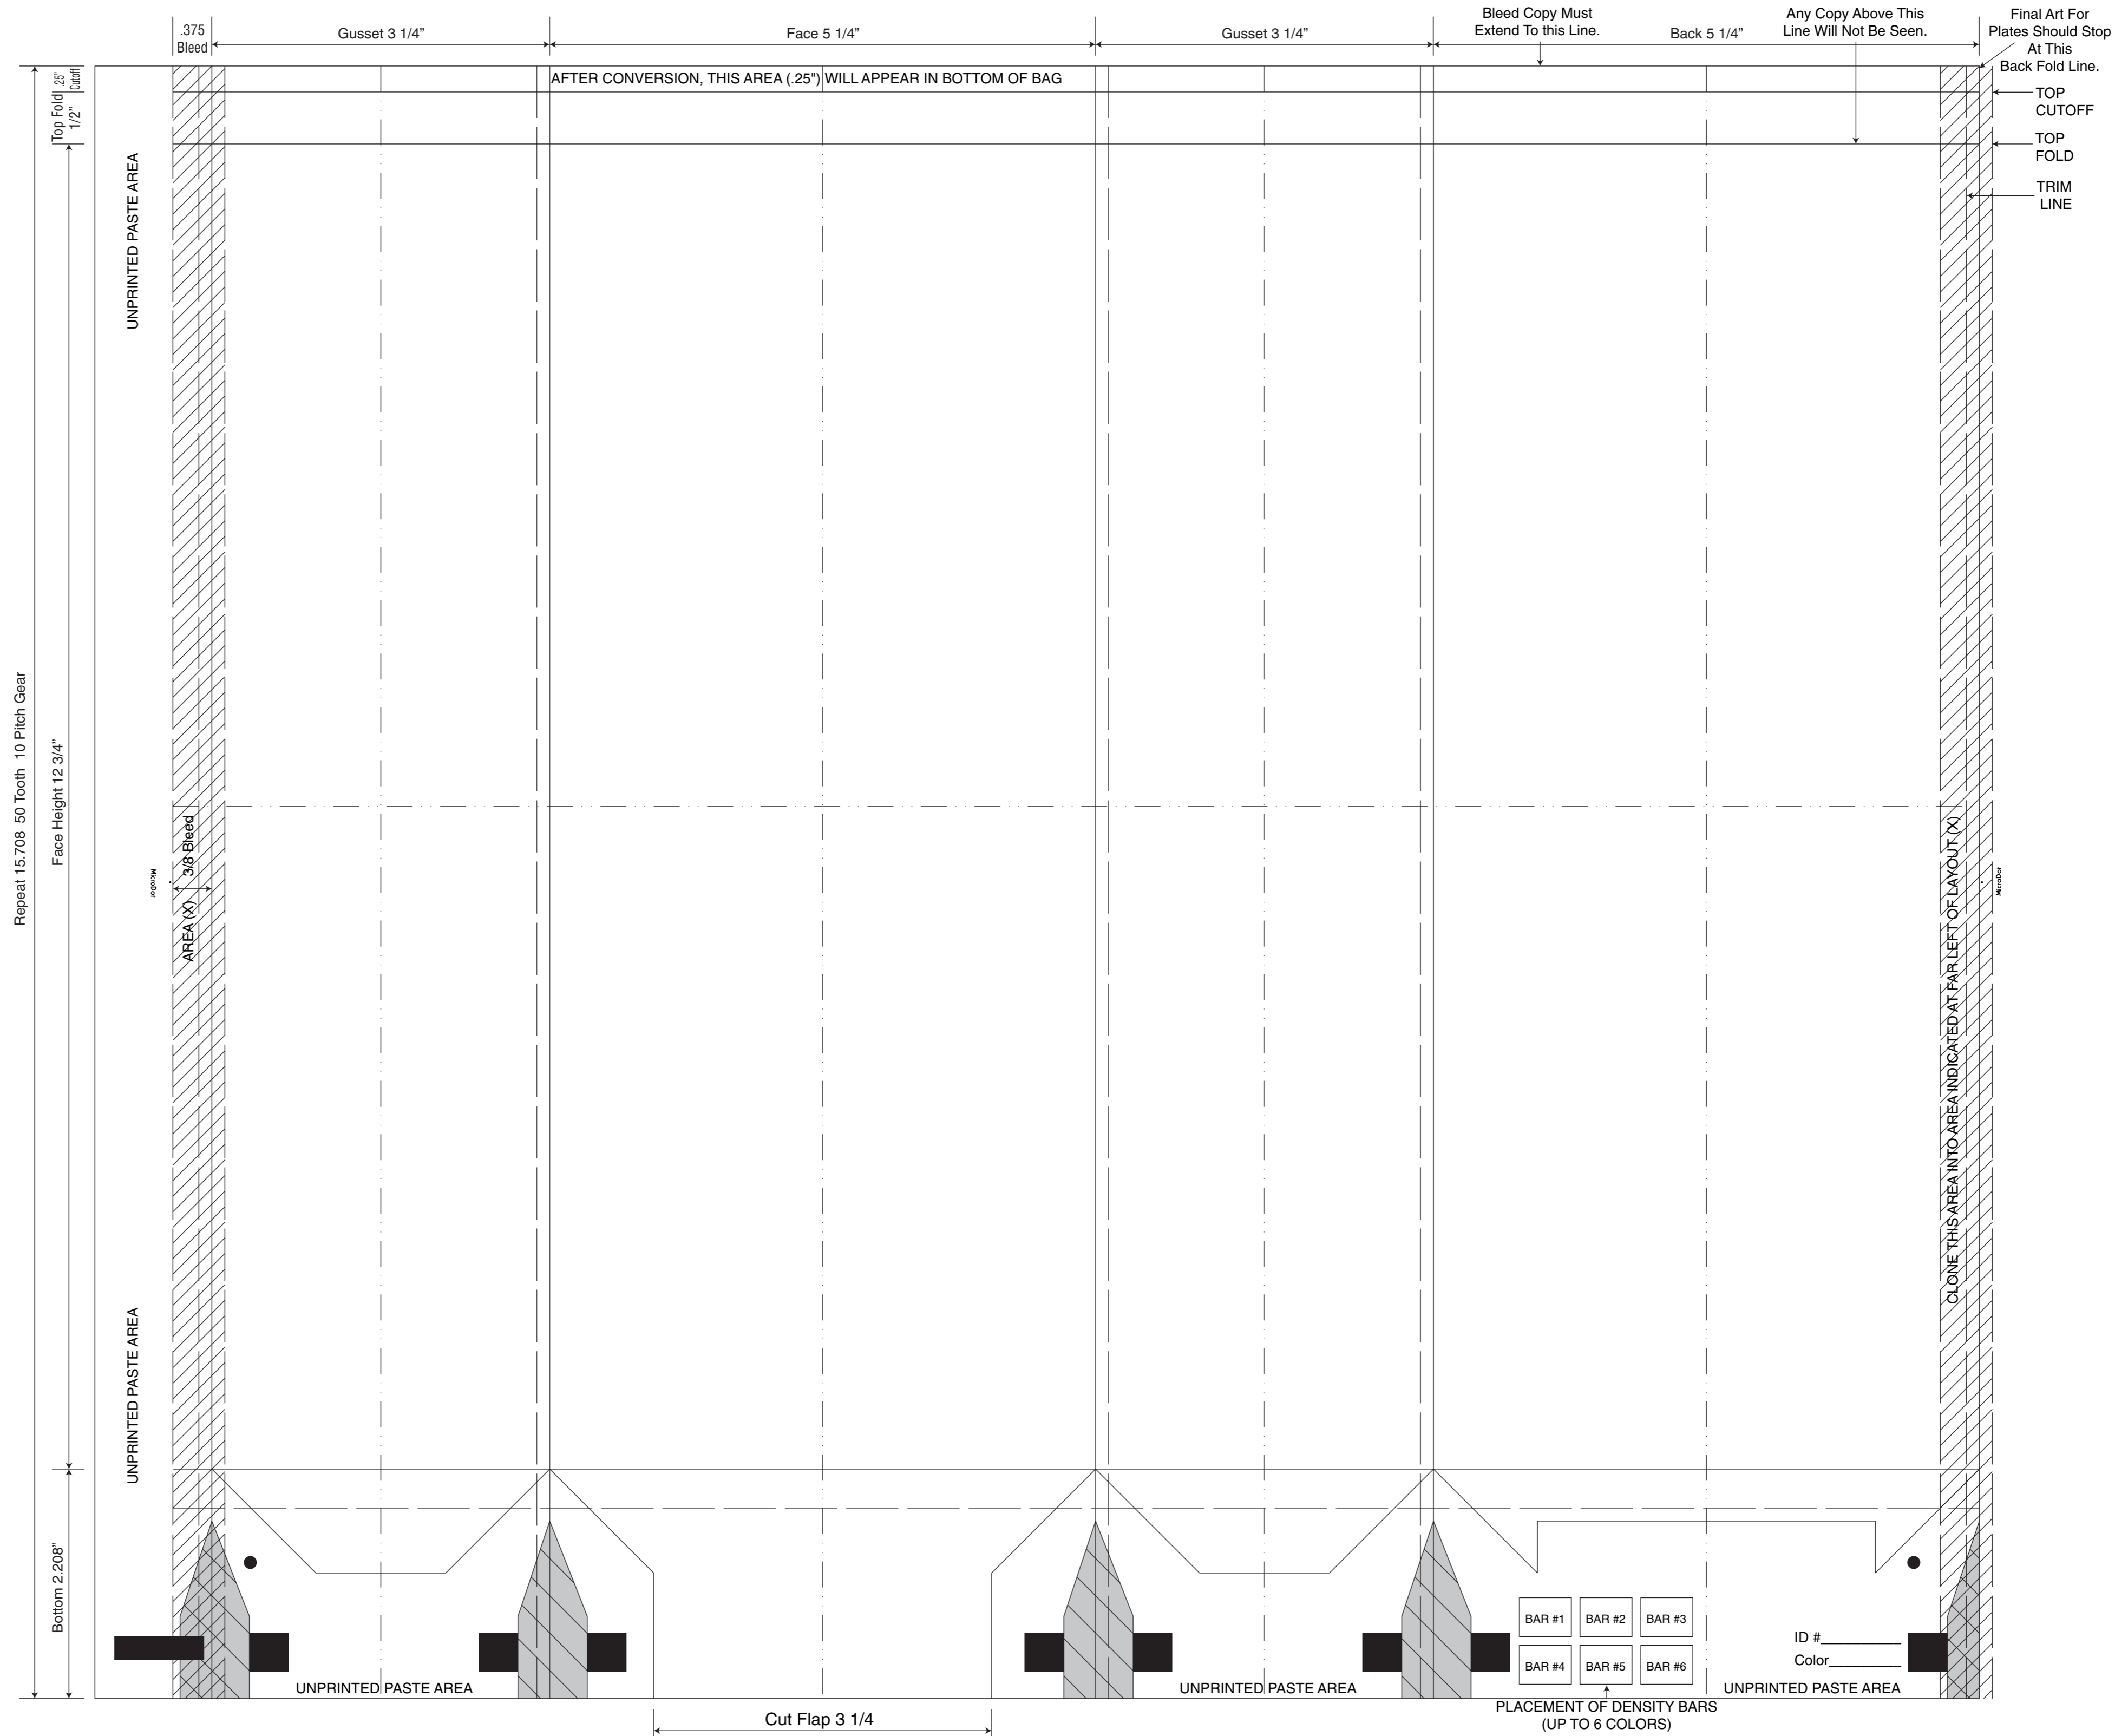 .375
Bleed
Gusset 3 1/4”
Face 5 1/4”
Gusset 3 1/4”
Bleed Copy Must
Extend To this Line.
Back 5 1/4”
Any Copy Above This
Line Will Not Be Seen.
Final Art For
Plates Should Stop
At This
Back Fold Line.
TOP
CUTOFF
TOP
FOLD
TRIM
LINE
AFTER CONVERSION, THIS AREA (.25") WILL APPEAR IN BOTTOM OF BAG
.25"
Cutoff
Top Fold
1/2”
UNPRINTED PASTE AREA
Repeat 15.708  50 Tooth  10 Pitch Gear
Face Height 12 3/4”
MicroDot
AREA (X)    3/8 Bleed
CLONE THIS AREA INTO AREA INDICATED AT FAR LEFT OF LAYOUT (X)
MicroDot
UNPRINTED PASTE AREA
Bottom 2.208”
BAR #1
BAR #2
BAR #3
BAR #4
BAR #5
BAR #6
ID #__________
Color_________
UNPRINTED PASTE AREA
UNPRINTED PASTE AREA
UNPRINTED PASTE AREA
PLACEMENT OF DENSITY BARS
(UP TO 6 COLORS)
Cut Flap 3 1/4